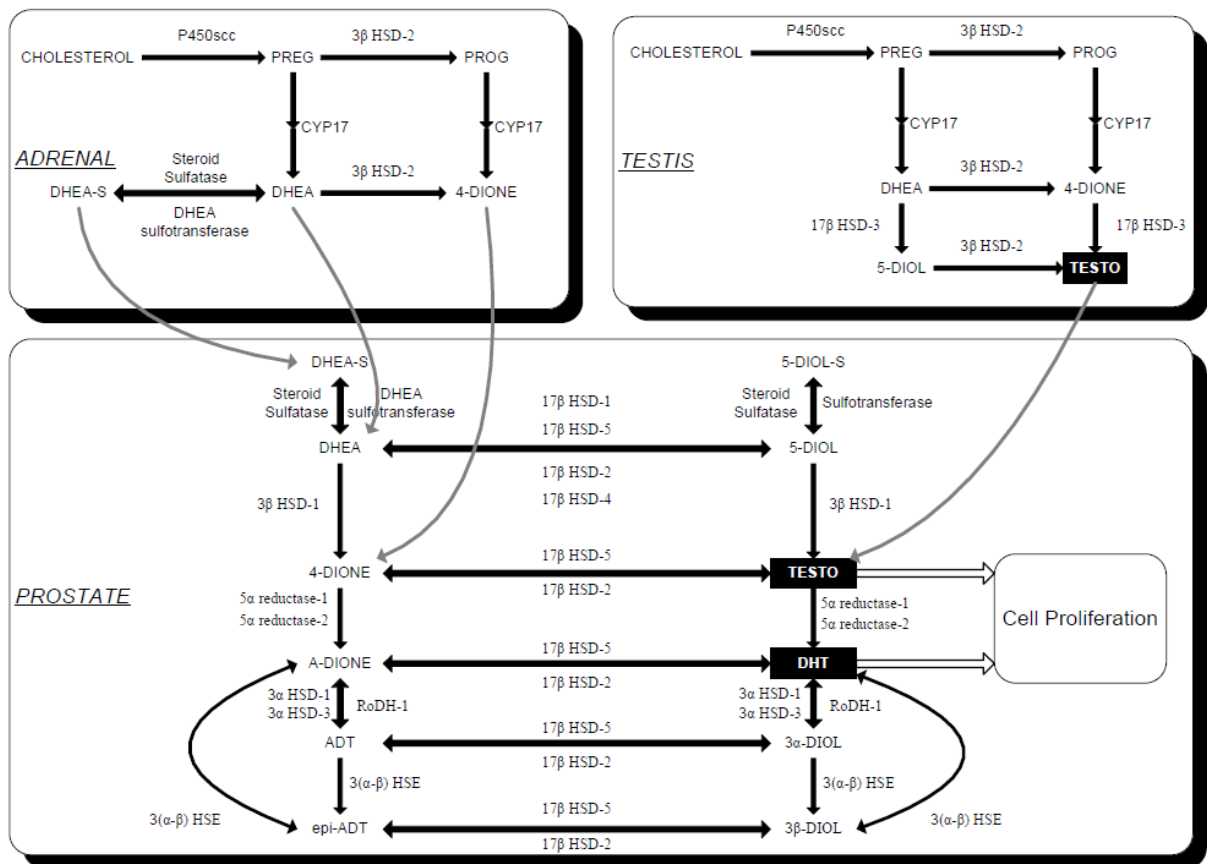 P450scc
3β HSD-2
CHOLESTEROL
PREG
PROG
CYP17
CYP17
ADRENAL
Steroid
Sulfatase
3β HSD-2
DHEA-S
DHEA
4-DIONE
DHEA
sulfotransferase
P450scc
3β HSD-2
CHOLESTEROL
PREG
PROG
CYP17
CYP17
TESTIS
3β HSD-2
DHEA
4-DIONE
17β HSD-3
17β HSD-3
3β HSD-2
5-DIOL
TESTO
DHEA-S
5-DIOL-S
Steroid
Sulfatase
DHEA
sulfotransferase
17β HSD-1
Steroid
Sulfatase
Sulfotransferase
17β HSD-5
DHEA
5-DIOL
17β HSD-2
17β HSD-4
3β HSD-1
3β HSD-1
17β HSD-5
4-DIONE
TESTO
17β HSD-2
PROSTATE
5α reductase-1
5α reductase-2
5α reductase-1
5α reductase-2
Cell Proliferation
17β HSD-5
A-DIONE
DHT
17β HSD-2
3α HSD-1
3α HSD-3
RoDH-1
3α HSD-1
3α HSD-3
RoDH-1
17β HSD-5
ADT
3α-DIOL
17β HSD-2
3(α-β) HSE
3(α-β) HSE
17β HSD-5
3(α-β) HSE
epi-ADT
3β-DIOL
3(α-β) HSE
17β HSD-2